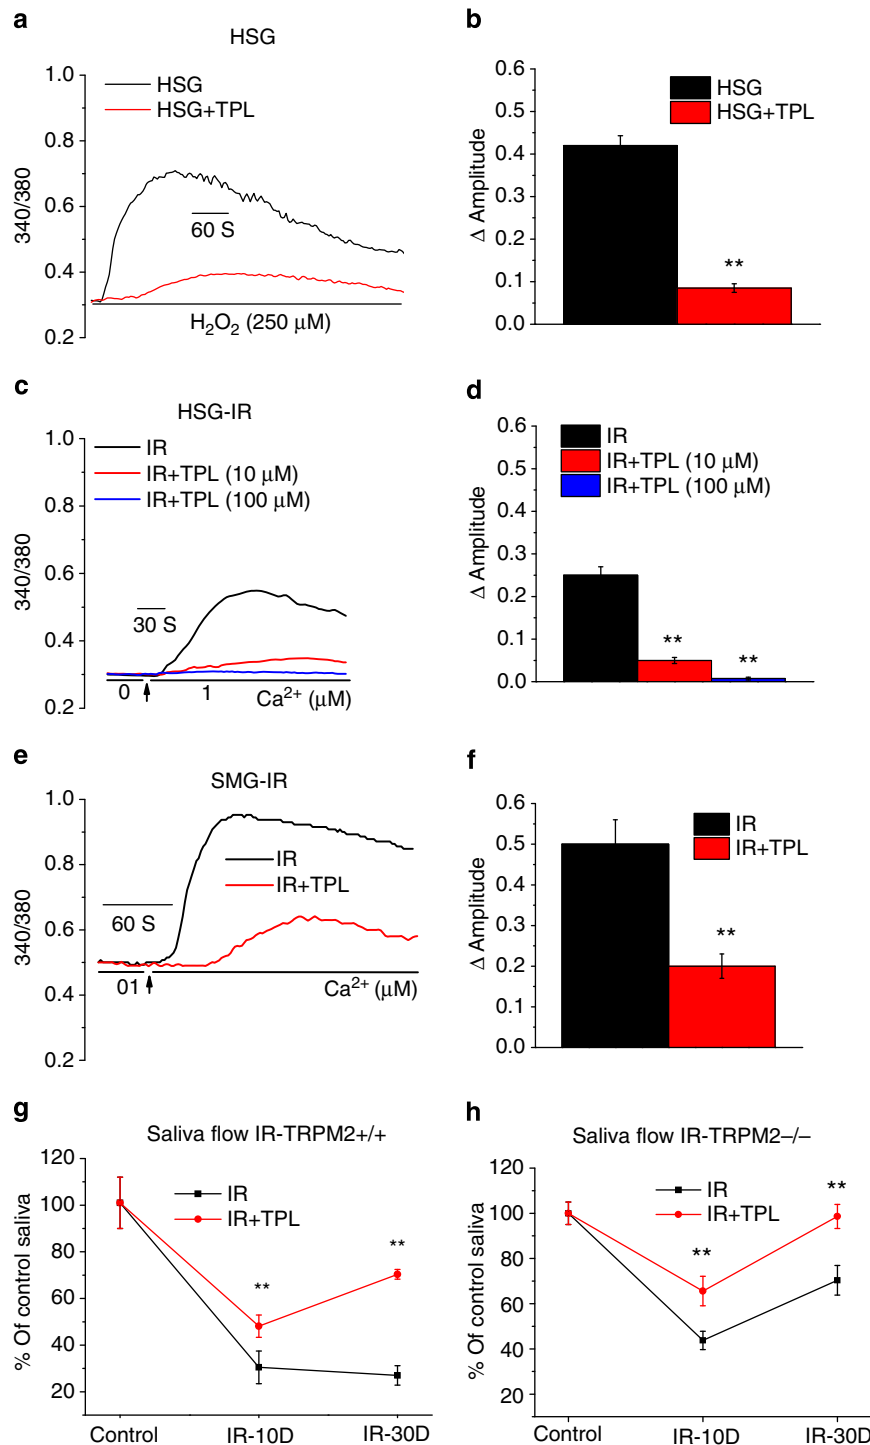 a
HSG
1.0
0.8
0.6
0.4
0.2
340/380
HSG
HSG+TPL
60 S
H₂O₂ (250 μM)
b
0.6
0.5
0.4
0.3
0.2
0.1
0.0
Δ Amplitude
HSG
HSG+TPL
**
c
HSG-IR
1.0
0.8
0.6
0.4
0.2
340/380
IR
IR+TPL (10 μM)
IR+TPL (100 μM)
30 S
0 1 Ca²⁺ (μM)
d
0.6
0.5
0.4
0.3
0.2
0.1
0.0
Δ Amplitude
IR
IR+TPL (10 μM)
IR+TPL (100 μM)
**
**
e
SMG-IR
1.0
0.8
0.6
0.4
0.2
340/380
IR
IR+TPL
60 S
01 Ca²⁺ (μM)
f
0.6
0.5
0.4
0.3
0.2
0.1
0.0
Δ Amplitude
IR
IR+TPL
**
g
Saliva flow IR-TRPM2+/+
120
100
80
60
40
20
% Of control saliva
IR
IR+TPL
**
**
Control IR-10D IR-30D
h
Saliva flow IR-TRPM2−/−
120
100
80
60
40
20
% Of control saliva
IR
IR+TPL
**
**
Control IR-10D IR-30D